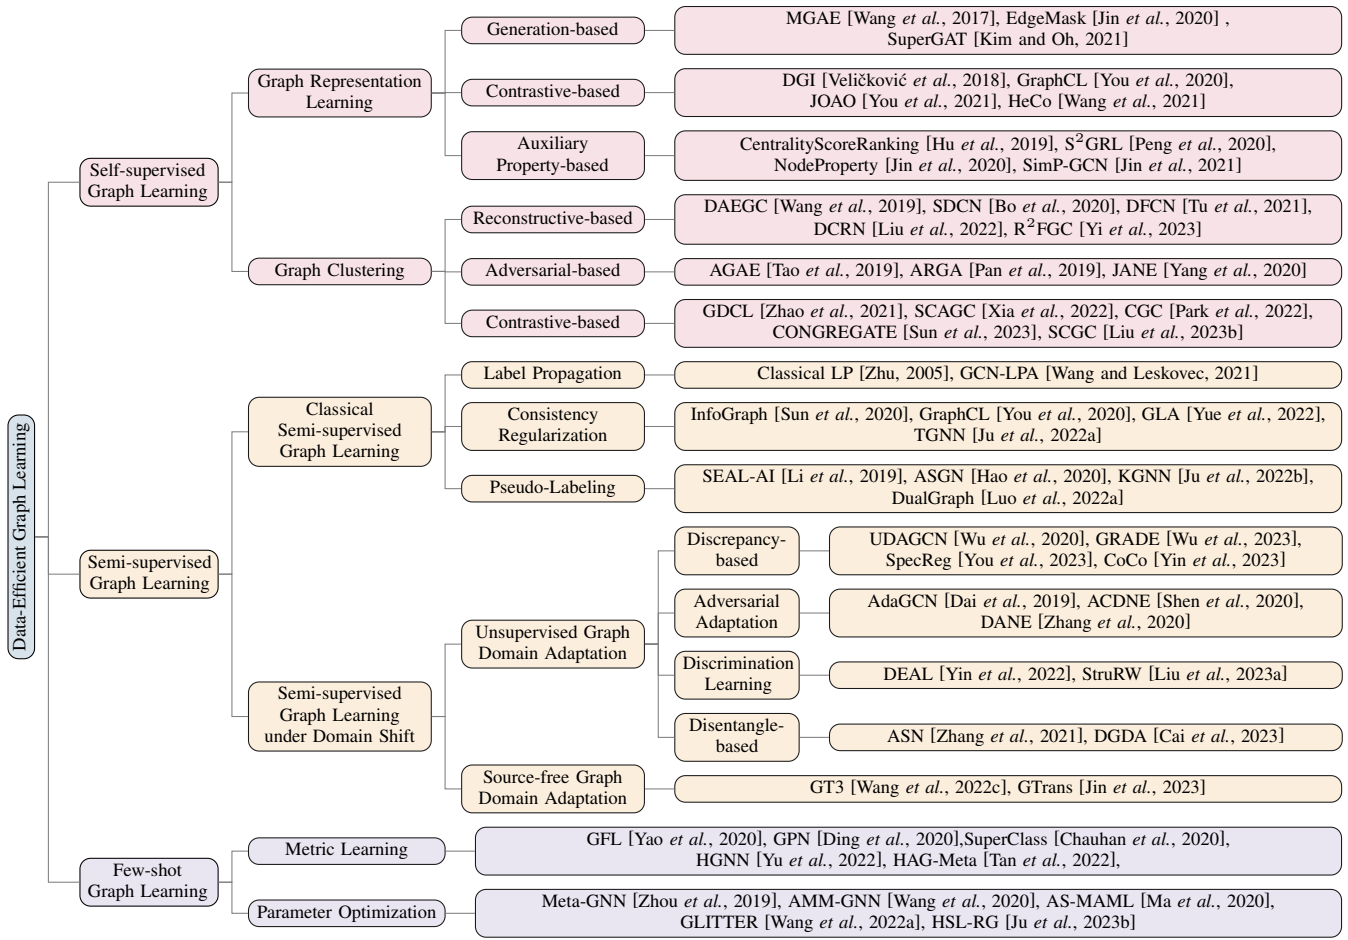 Data-Efficient Graph Learning
Self-supervised
Graph Learning
Graph Representation
Learning
Generation-based
MGAE [Wang et al., 2017], EdgeMask [Jin et al., 2020] ,
SuperGAT [Kim and Oh, 2021]
Contrastive-based
DGI [Veličković et al., 2018], GraphCL [You et al., 2020],
JOAO [You et al., 2021], HeCo [Wang et al., 2021]
Auxiliary
Property-based
CentralityScoreRanking [Hu et al., 2019], S²GRL [Peng et al., 2020],
NodeProperty [Jin et al., 2020], SimP-GCN [Jin et al., 2021]
Graph Clustering
Reconstructive-based
DAEGC [Wang et al., 2019], SDCN [Bo et al., 2020], DFCN [Tu et al., 2021],
DCRN [Liu et al., 2022], R²FGC [Yi et al., 2023]
Adversarial-based
AGAE [Tao et al., 2019], ARGA [Pan et al., 2019], JANE [Yang et al., 2020]
Contrastive-based
GDCL [Zhao et al., 2021], SCAGC [Xia et al., 2022], CGC [Park et al., 2022],
CONGREGATE [Sun et al., 2023], SCGC [Liu et al., 2023b]
Semi-supervised
Graph Learning
Classical
Semi-supervised
Graph Learning
Label Propagation
Classical LP [Zhu, 2005], GCN-LPA [Wang and Leskovec, 2021]
Consistency
Regularization
InfoGraph [Sun et al., 2020], GraphCL [You et al., 2020], GLA [Yue et al., 2022],
TGNN [Ju et al., 2022a]
Pseudo-Labeling
SEAL-AI [Li et al., 2019], ASGN [Hao et al., 2020], KGNN [Ju et al., 2022b],
DualGraph [Luo et al., 2022a]
Semi-supervised
Graph Learning
under Domain Shift
Unsupervised Graph
Domain Adaptation
Discrepancy-
based
UDAGCN [Wu et al., 2020], GRADE [Wu et al., 2023],
SpecReg [You et al., 2023], CoCo [Yin et al., 2023]
Adversarial
Adaptation
AdaGCN [Dai et al., 2019], ACDNE [Shen et al., 2020],
DANE [Zhang et al., 2020]
Discrimination
Learning
DEAL [Yin et al., 2022], StruRW [Liu et al., 2023a]
Disentangle-
based
ASN [Zhang et al., 2021], DGDA [Cai et al., 2023]
Source-free Graph
Domain Adaptation
GT3 [Wang et al., 2022c], GTrans [Jin et al., 2023]
Few-shot
Graph Learning
Metric Learning
GFL [Yao et al., 2020], GPN [Ding et al., 2020],SuperClass [Chauhan et al., 2020],
HGNN [Yu et al., 2022], HAG-Meta [Tan et al., 2022],
Parameter Optimization
Meta-GNN [Zhou et al., 2019], AMM-GNN [Wang et al., 2020], AS-MAML [Ma et al., 2020],
GLITTER [Wang et al., 2022a], HSL-RG [Ju et al., 2023b]